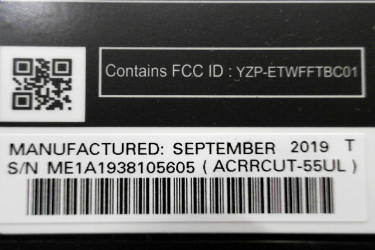 Contains FCC ID : YZP-ETWFFTBC01
MANUFACTURED: SEPTEMBER 2019 T
S/N ME1A1938105605 ( ACRRCUT-55UL )